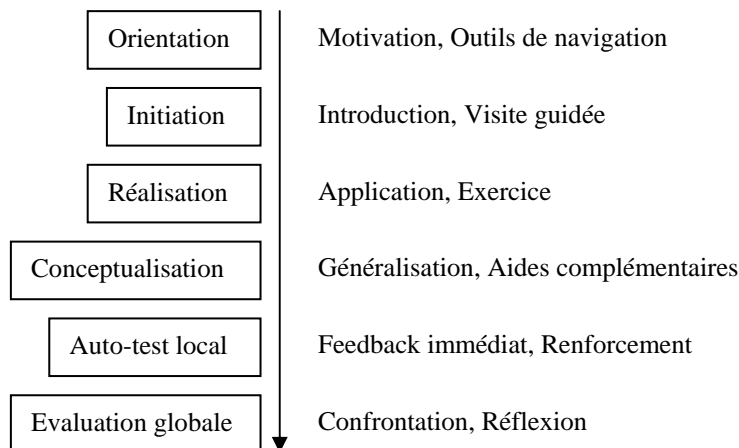 Orientation Motivation, Outils de navigation
Initiation Introduction, Visite guidée
Réalisation Application, Exercice
Conceptualisation Généralisation, Aides complémentaires
Auto-test local Feedback immédiat, Renforcement
Evaluation globale Confrontation, Réflexion